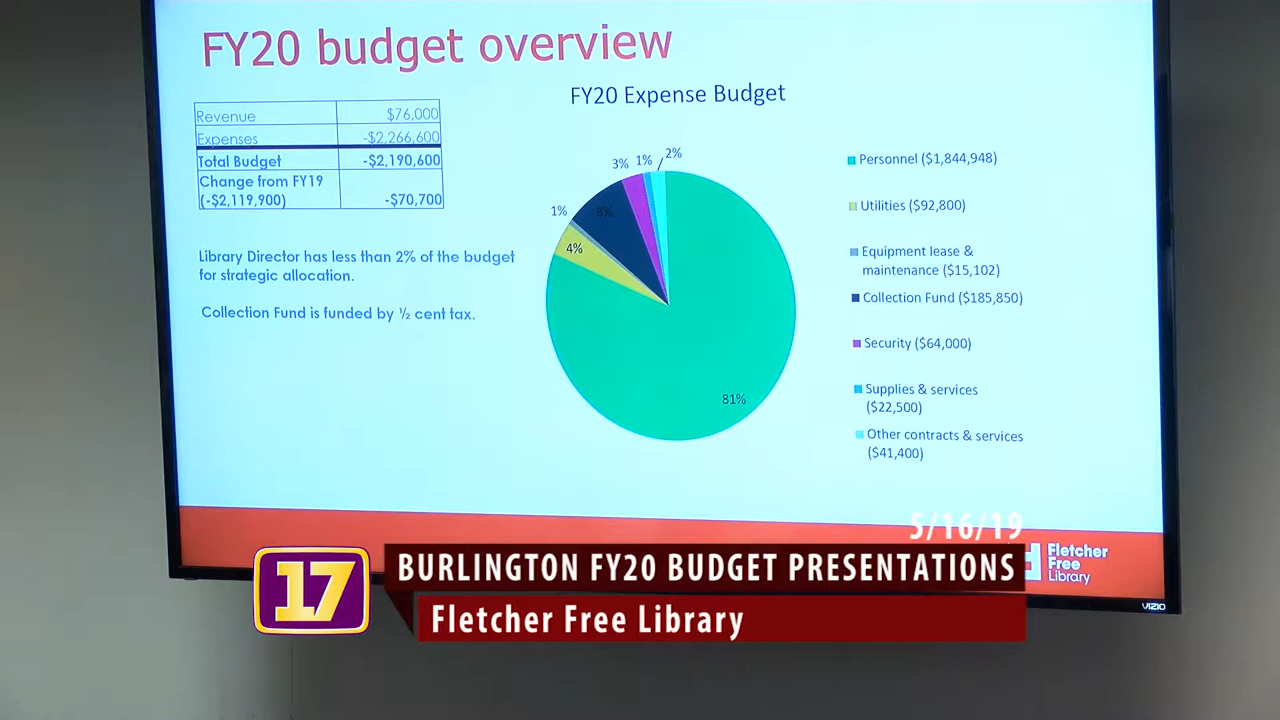 FY20 budget overview
Revenue $76,000
Expenses -$2,266,600
Total Budget -$2,190,600
Change from FY19
(-$2,119,900) -$70,700
Library Director has less than 2% of the budget
for strategic allocation.
Collection Fund is funded by ½ cent tax.
FY20 Expense Budget
3% 1% 2%
1%
8%
4%
81%
Personnel ($1,844,948)
Utilities ($92,800)
Equipment lease &
maintenance ($15,102)
Collection Fund ($185,850)
Security ($64,000)
Supplies & services
($22,500)
Other contracts & services
($41,400)
5/16/19
17
BURLINGTON FY20 BUDGET PRESENTATIONS
Fletcher Free Library
Fletcher
Free
Library
VIZIO